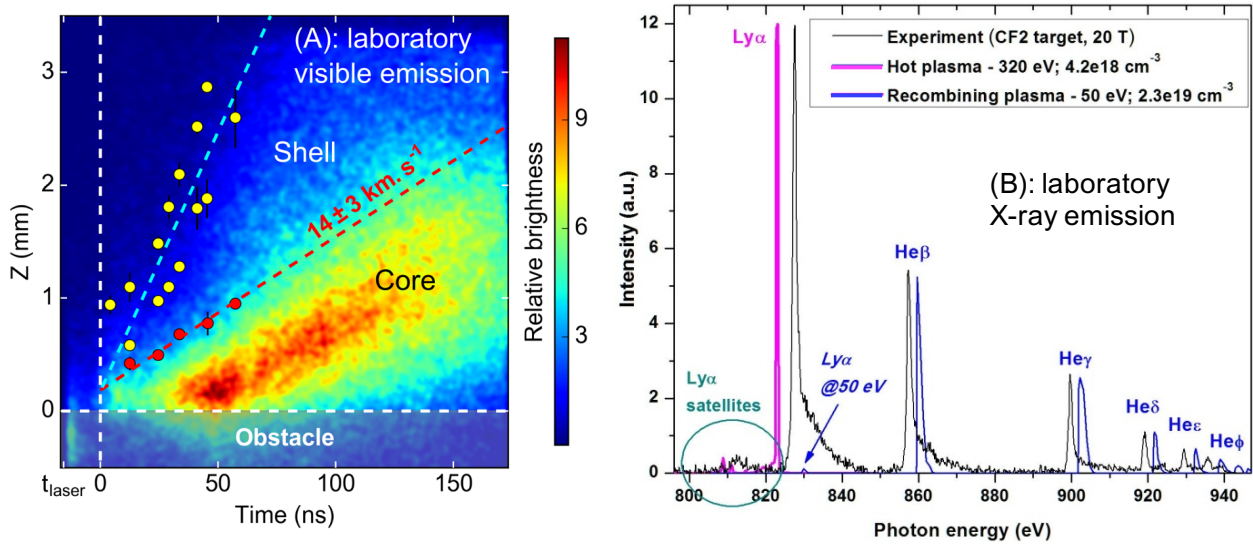 (A): laboratory
visible emission
3
2
1
0
Z (mm)
Shell
14±3 km.s⁻¹
Core
Obstacle
t_laser
0
50
100
150
Time (ns)
9
6
3
Relative brightness
12
10
8
6
4
2
0
Intensity (a.u.)
Lyα
Experiment (CF2 target, 20 T)
Hot plasma - 320 eV; 4.2e18 cm⁻³
Recombining plasma - 50 eV; 2.3e19 cm⁻³
(B): laboratory
X-ray emission
Heβ
Lyα
@50 eV
Lyα
satellites
Heγ
Heδ
Heε
Heϕ
800
820
840
860
880
900
920
940
Photon energy (eV)